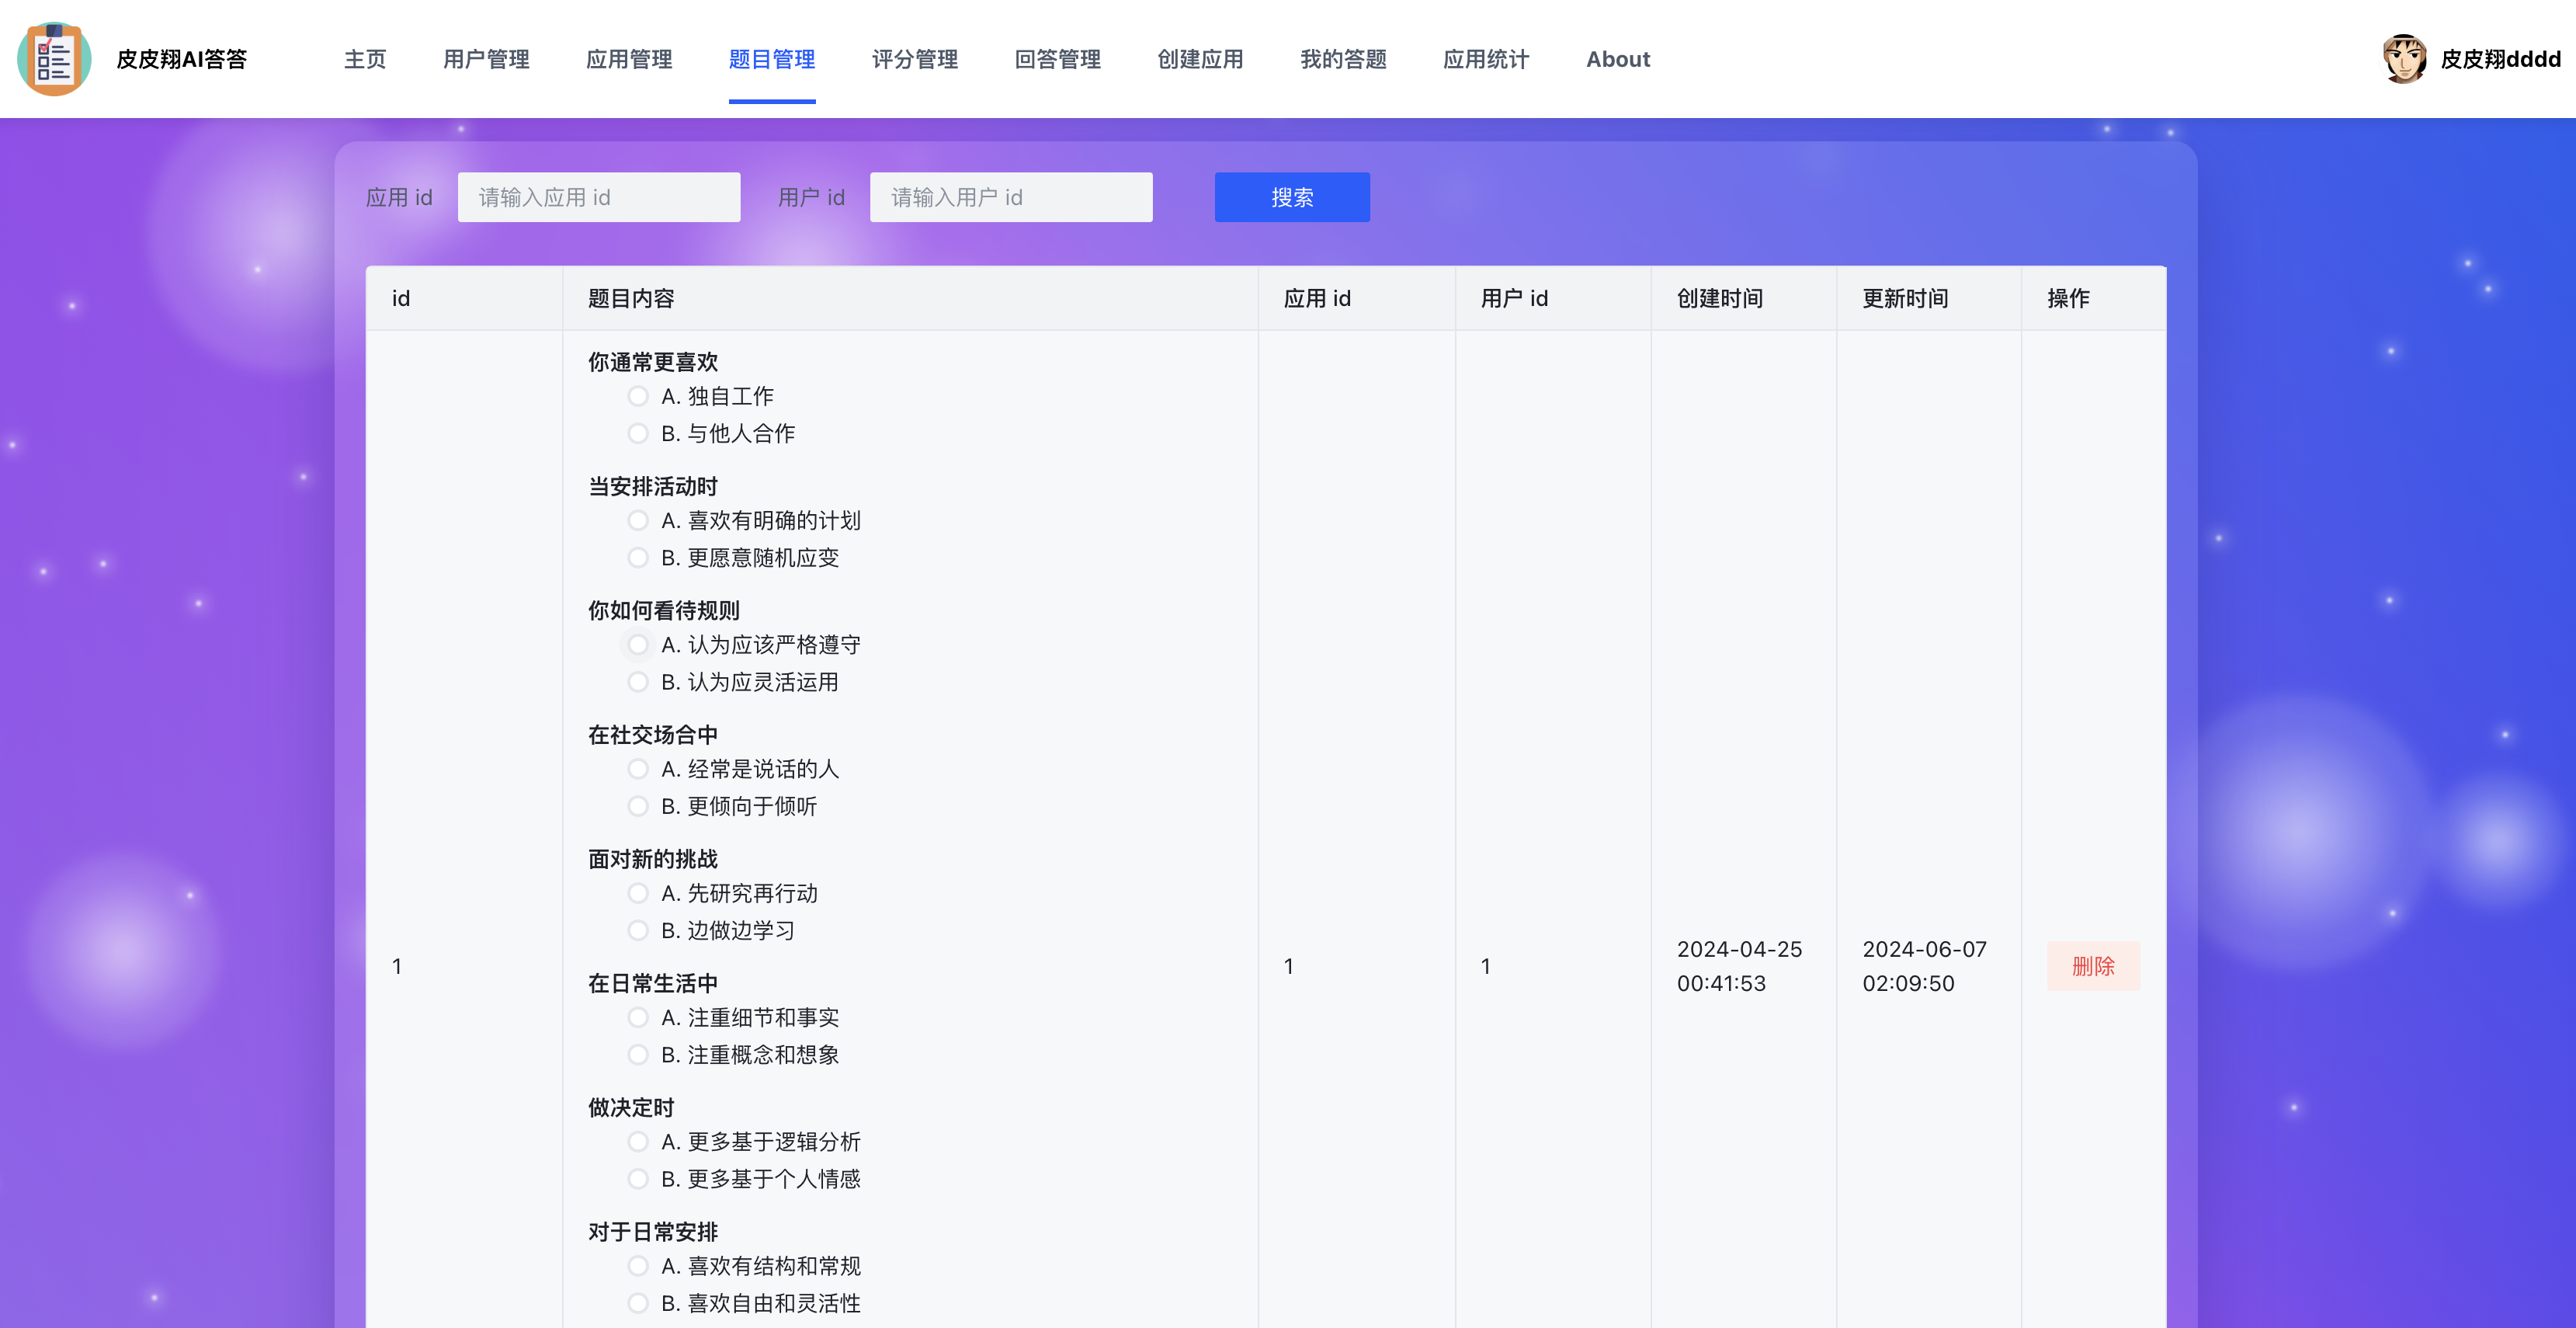 皮皮翔AI答答
主页 用户管理 应用管理 题目管理 评分管理 回答管理 创建应用 我的答题 应用统计 About
皮皮翔dddd
应用 id 请输入应用 id 用户 id 请输入用户 id 搜索
id 题目内容 应用 id 用户 id 创建时间 更新时间 操作
你通常更喜欢
A. 独自工作
B. 与他人合作
当安排活动时
A. 喜欢有明确的计划
B. 更愿意随机应变
你如何看待规则
A. 认为应该严格遵守
B. 认为应灵活运用
在社交场合中
A. 经常是说话的人
B. 更倾向于倾听
面对新的挑战
A. 先研究再行动
B. 边做边学习
在日常生活中
A. 注重细节和事实
B. 注重概念和想象
做决定时
A. 更多基于逻辑分析
B. 更多基于个人情感
对于日常安排
A. 喜欢有结构和常规
B. 喜欢自由和灵活性
1
1
1
2024-04-25
00:41:53
2024-06-07
02:09:50
删除